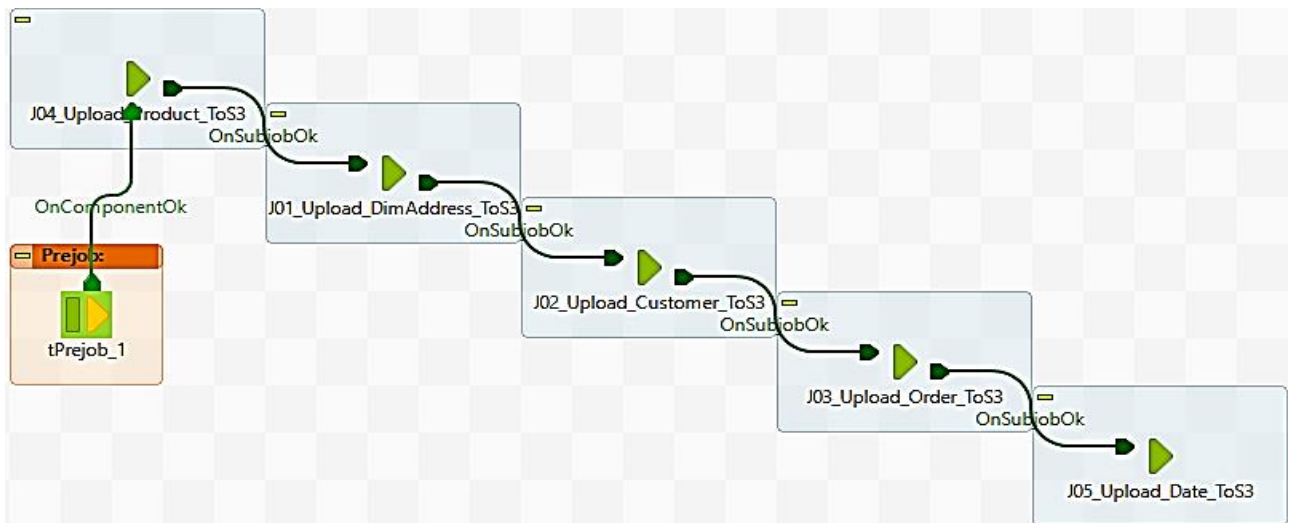 J04_Upload_Product_ToS3
OnSubjobOk
OnComponentOk
J01_Upload_DimAddress_ToS3
OnSubjobOk
Prejob:
tPrejob_1
J02_Upload_Customer_ToS3
OnSubjobOk
J03_Upload_Order_ToS3
OnSubjobOk
J05_Upload_Date_ToS3